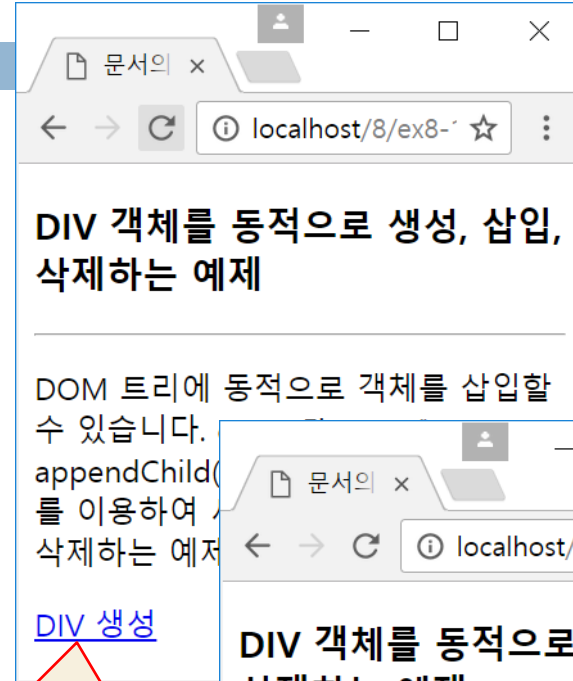 문서의
localhost/8/ex8-1
DIV 객체를 동적으로 생성, 삽입,
삭제하는 예제
DOM 트리에 동적으로 객체를 삽입할
수 있습니다.
appendChild(
를 이용하여
삭제하는 예제
DIV 생성
문서의
localhost/
DIV 객체를 동적으로